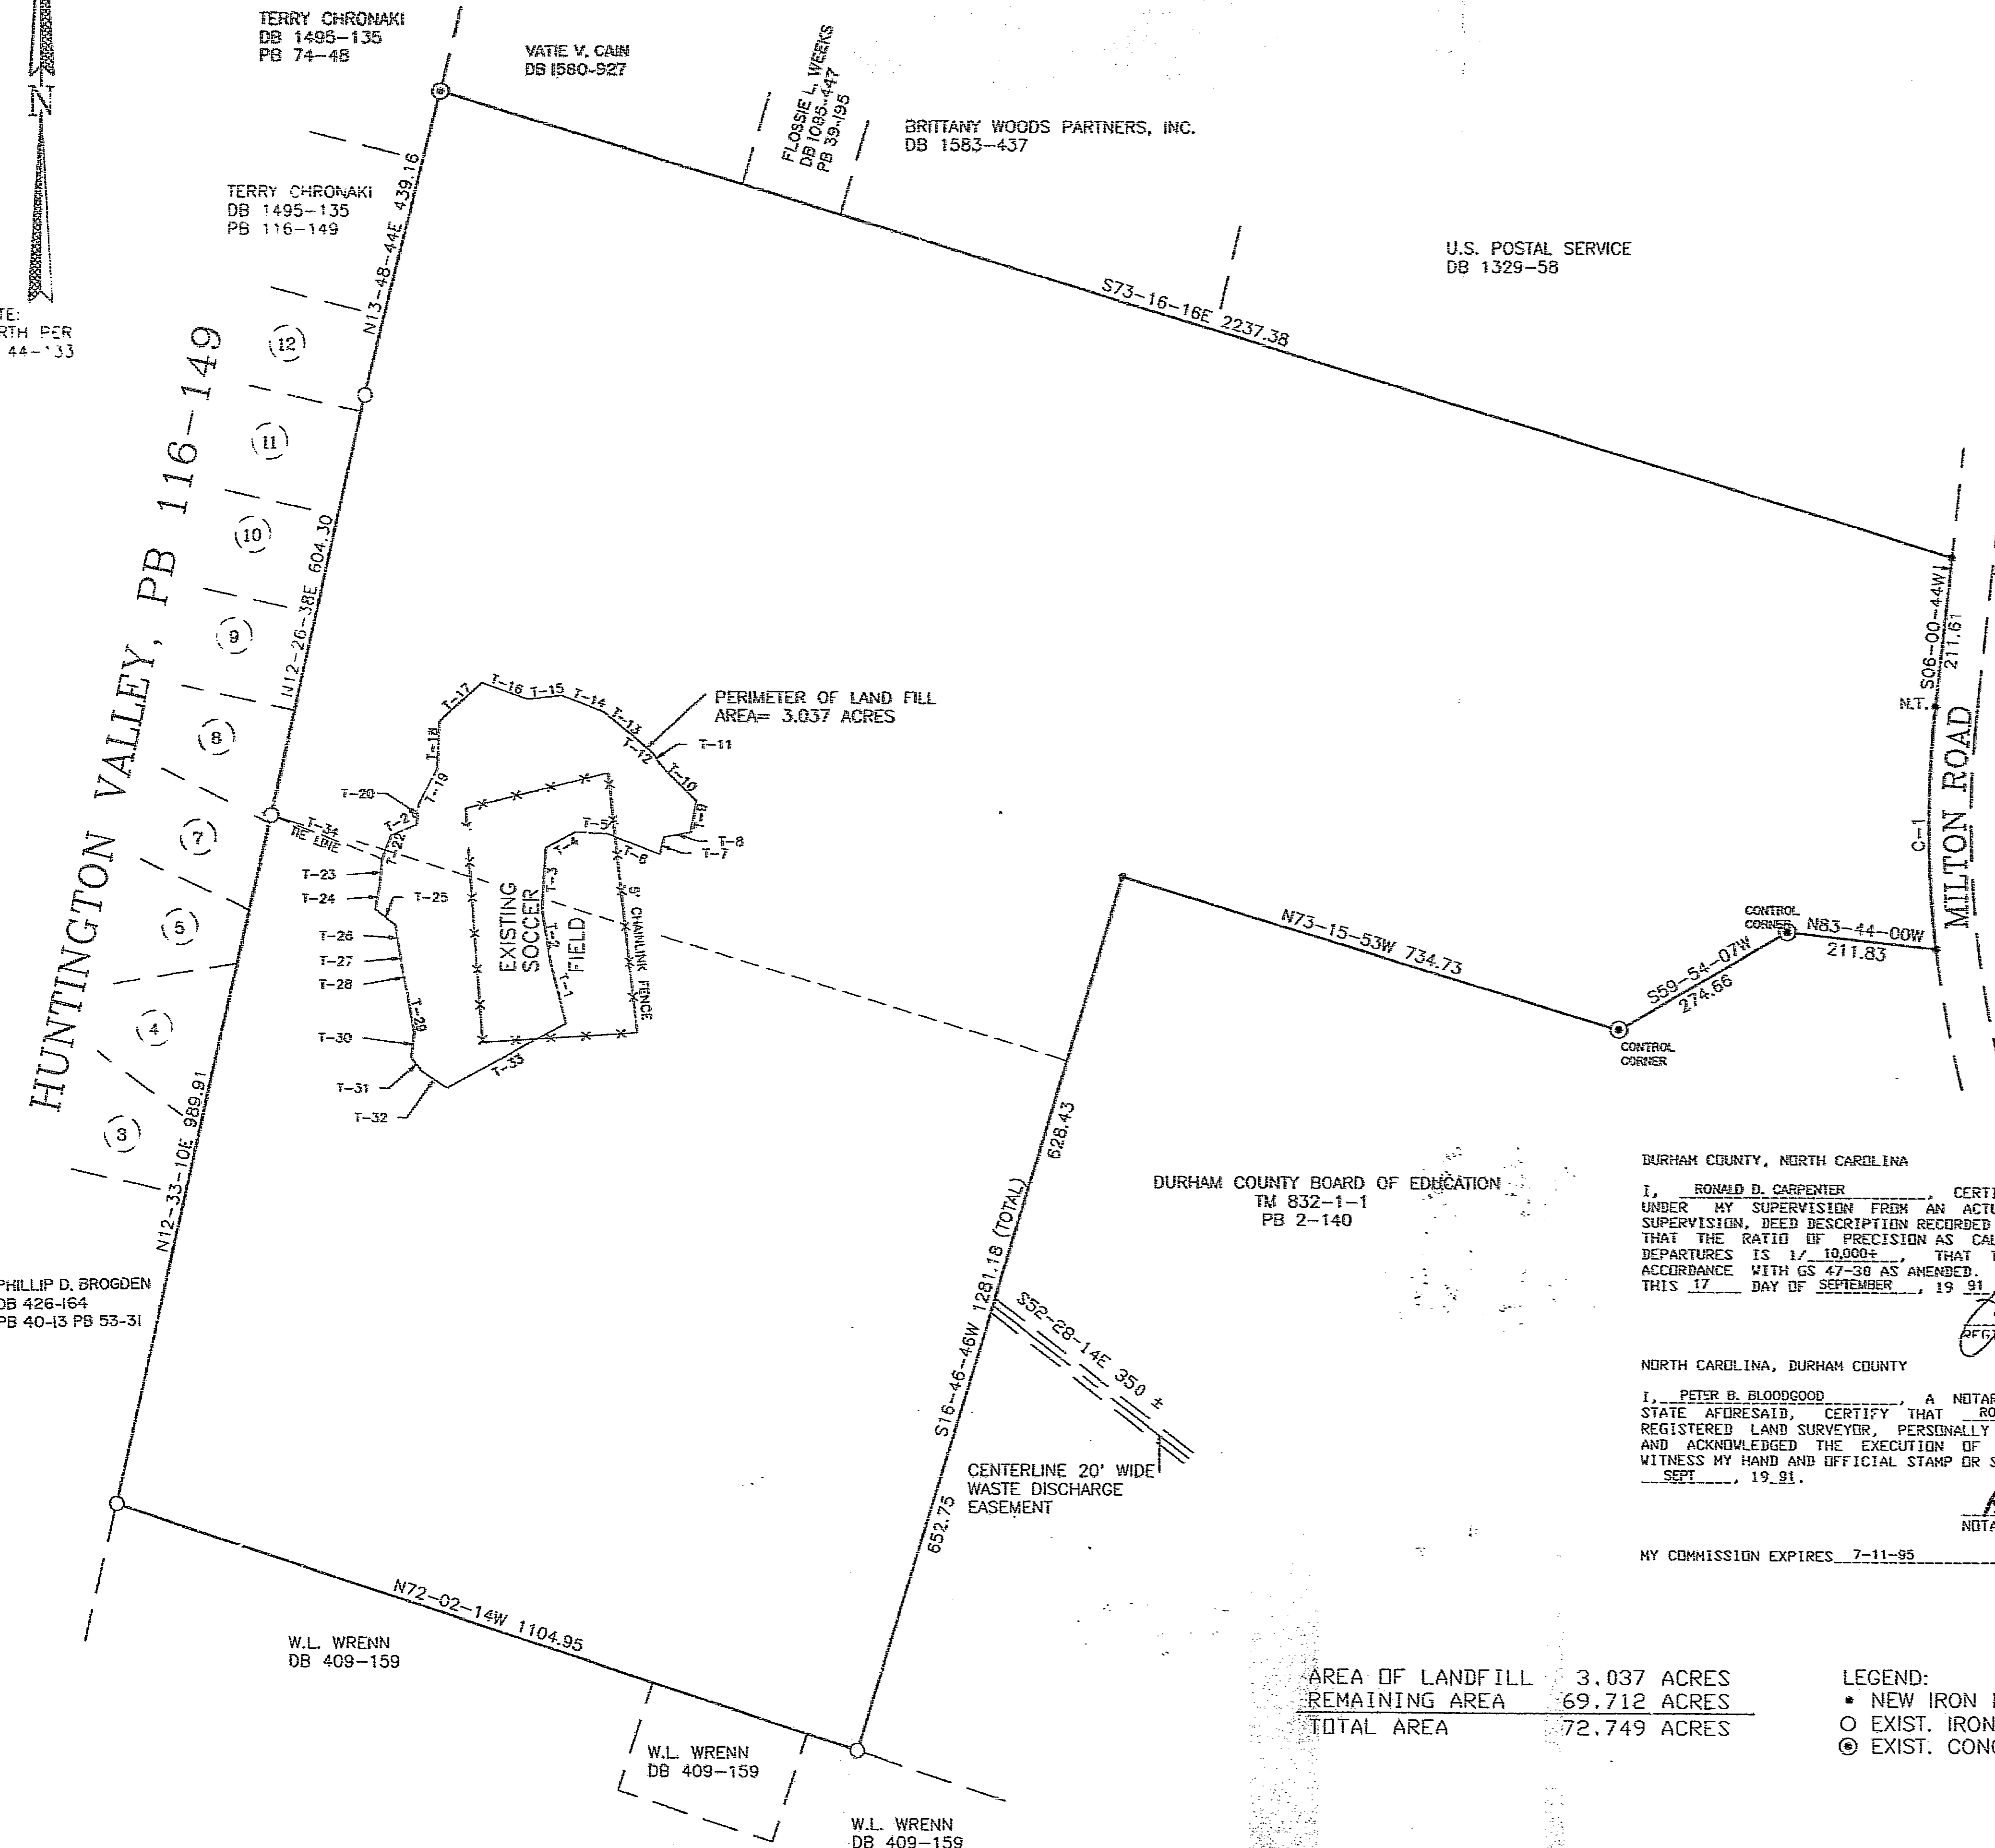 TERRY CHRONAKI
DB 1495-135
PB 74-48
VATIE V. CAIN
DB 1580-927
FLOSSIE L. WEEKS
DB 1085-447
PB 39-195
BRITTANY WOODS PARTNERS, INC.
DB 1583-437
N
TERRY CHRONAKI
DB 1495-135
PB 116-149
U.S. POSTAL SERVICE
DB 1329-58
TE:
RTH PER
44-133
N13-48-44E 439.16
S73-16-16E 2237.38
HUNTINGTON VALLEY, PB 116-149
12
11
10
9
8
7
5
4
3
N12-26-38E 604.30
N12-33-10E 989.91
S06-00-44W
211.61
N.T.
C-1
MILTON ROAD
PERIMETER OF LAND FILL
AREA= 3.037 ACRES
T-17
T-16
T-15
T-14
T-13
T-12
T-11
T-10
T-9
T-8
T-7
T-6
T-5
T-4
T-3
T-2
T-1
T-18
T-19
T-20
T-21
T-22
T-23
T-24
T-25
T-26
T-27
T-28
T-29
T-30
T-31
T-32
T-33
T-34
TIE LINE
EXISTING
SOCCER
FIELD
5' CHAINLINK FENCE
N73-15-53W 734.73
CONTROL
CORNER
N83-44-00W
211.83
S59-54-07W
274.66
CONTROL
CORNER
628.43
S16-46-46W 1281.18 (TOTAL)
652.75
DURHAM COUNTY BOARD OF EDUCATION
TM 832-1-1
PB 2-140
S52-28-14E 350 ±
CENTERLINE 20' WIDE
WASTE DISCHARGE
EASEMENT
PHILLIP D. BROGDEN
DB 426-164
PB 40-13 PB 53-31
N72-02-14W 1104.95
W.L. WRENN
DB 409-159
W.L. WRENN
DB 409-159
W.L. WRENN
DB 409-159
DURHAM COUNTY, NORTH CAROLINA
I, RONALD D. CARPENTER, CERTI
UNDER MY SUPERVISION FROM AN ACTU
SUPERVISION, DEED DESCRIPTION RECORDED
THAT THE RATIO OF PRECISION AS CAL
DEPARTURES IS 1/ 10,000+, THAT T
ACCORDANCE WITH GS 47-30 AS AMENDED.
THIS 17 DAY OF SEPTEMBER, 19 91
REGI
NORTH CAROLINA, DURHAM COUNTY
I, PETER B. BLOODGOOD, A NOTAR
STATE AFORESAID, CERTIFY THAT RO
REGISTERED LAND SURVEYOR, PERSONALLY
AND ACKNOWLEDGED THE EXECUTION OF
WITNESS MY HAND AND OFFICIAL STAMP OR S
SEPT, 19 91.
NOTA
MY COMMISSION EXPIRES 7-11-95
AREA OF LANDFILL 3.037 ACRES
REMAINING AREA 69.712 ACRES
TOTAL AREA 72.749 ACRES
LEGEND:
NEW IRON
EXIST. IRON
EXIST. CONC